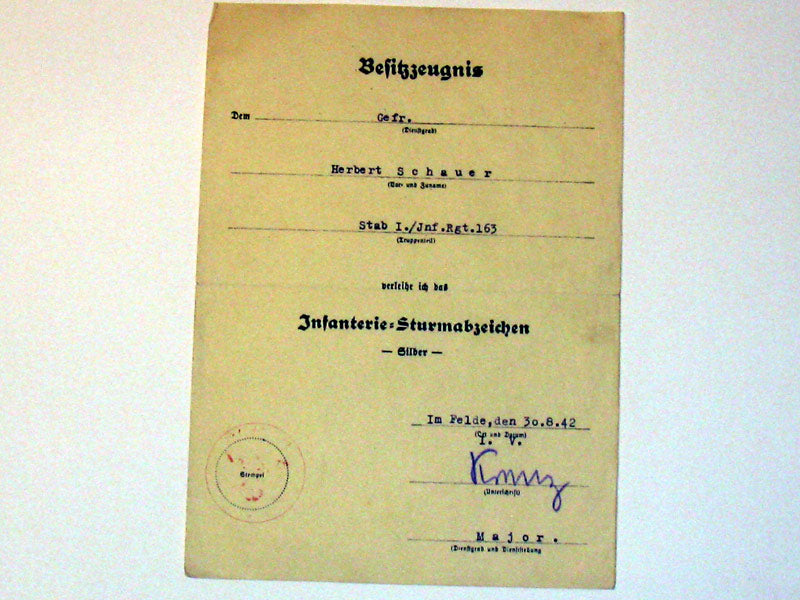 Besitzzeugnis
Dem Gefr.
(Dienstgrad)
Herbert Schauer
(Vor- und Zuname)
Stab I./Jnf.Rgt.163
(Truppenteil)
verleihe ich das
Infanterie=Sturmabzeichen
— Silber —
Im Felde,den 30.8.42
(Ort und Datum)
I. V.
(Unterschrift)
Stempel
Major.
(Dienstgrad und Dienststellung